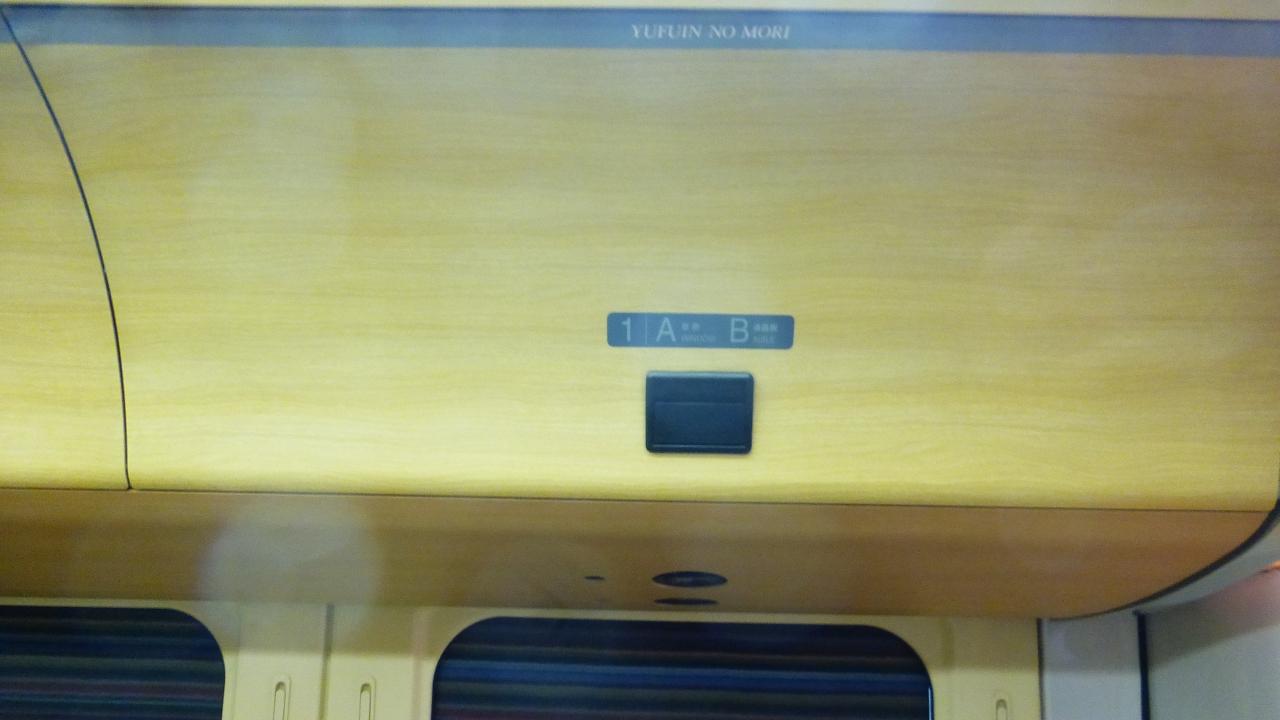 YUFUIN NO MORI
1 A WINDOW B AISLE